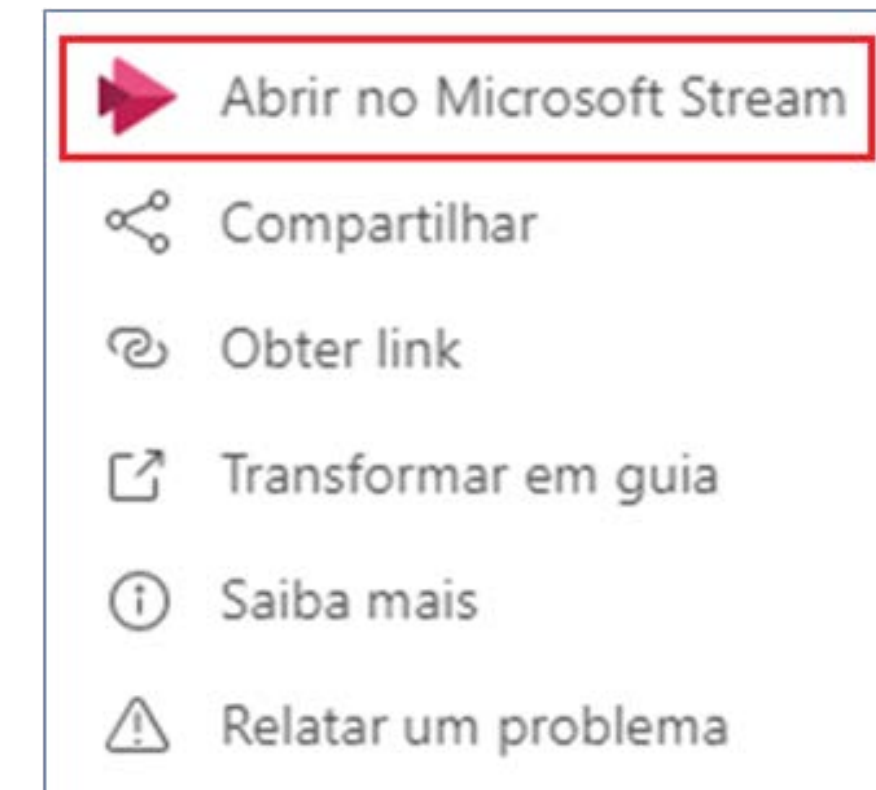 Abrir no Microsoft Stream
Compartilhar
Obter link
Transformar em guia
Saiba mais
Relatar um problema